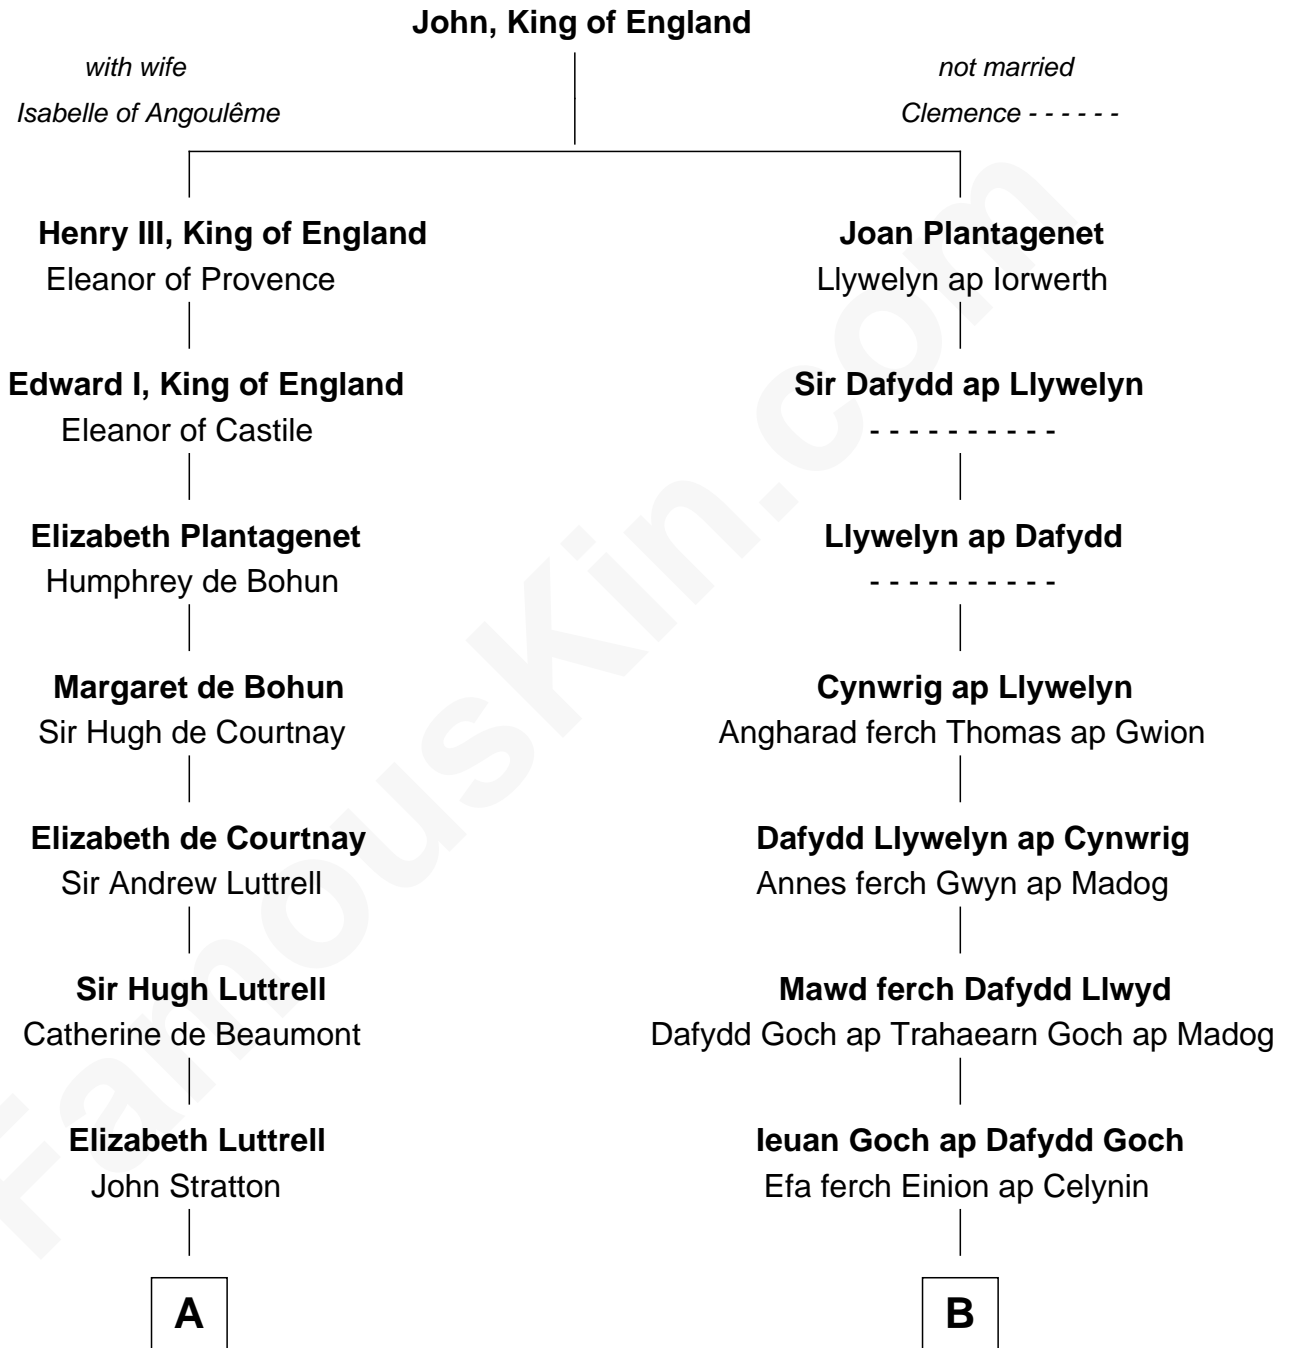 John, King of England
with wife
Isabelle of Angoulême
not married
Clemence - - - - - -
Henry III, King of England
Eleanor of Provence
Joan Plantagenet
Llywelyn ap Iorwerth
Edward I, King of England
Eleanor of Castile
Sir Dafydd ap Llywelyn
- - - - - - - - - -
Elizabeth Plantagenet
Humphrey de Bohun
Llywelyn ap Dafydd
- - - - - - - - - -
Margaret de Bohun
Sir Hugh de Courtnay
Cynwrig ap Llywelyn
Angharad ferch Thomas ap Gwion
Elizabeth de Courtnay
Sir Andrew Luttrell
Dafydd Llywelyn ap Cynwrig
Annes ferch Gwyn ap Madog
Sir Hugh Luttrell
Catherine de Beaumont
Mawd ferch Dafydd Llwyd
Dafydd Goch ap Trahaearn Goch ap Madog
Elizabeth Luttrell
John Stratton
Ieuan Goch ap Dafydd Goch
Efa ferch Einion ap Celynin
A
B
FamousKin.com